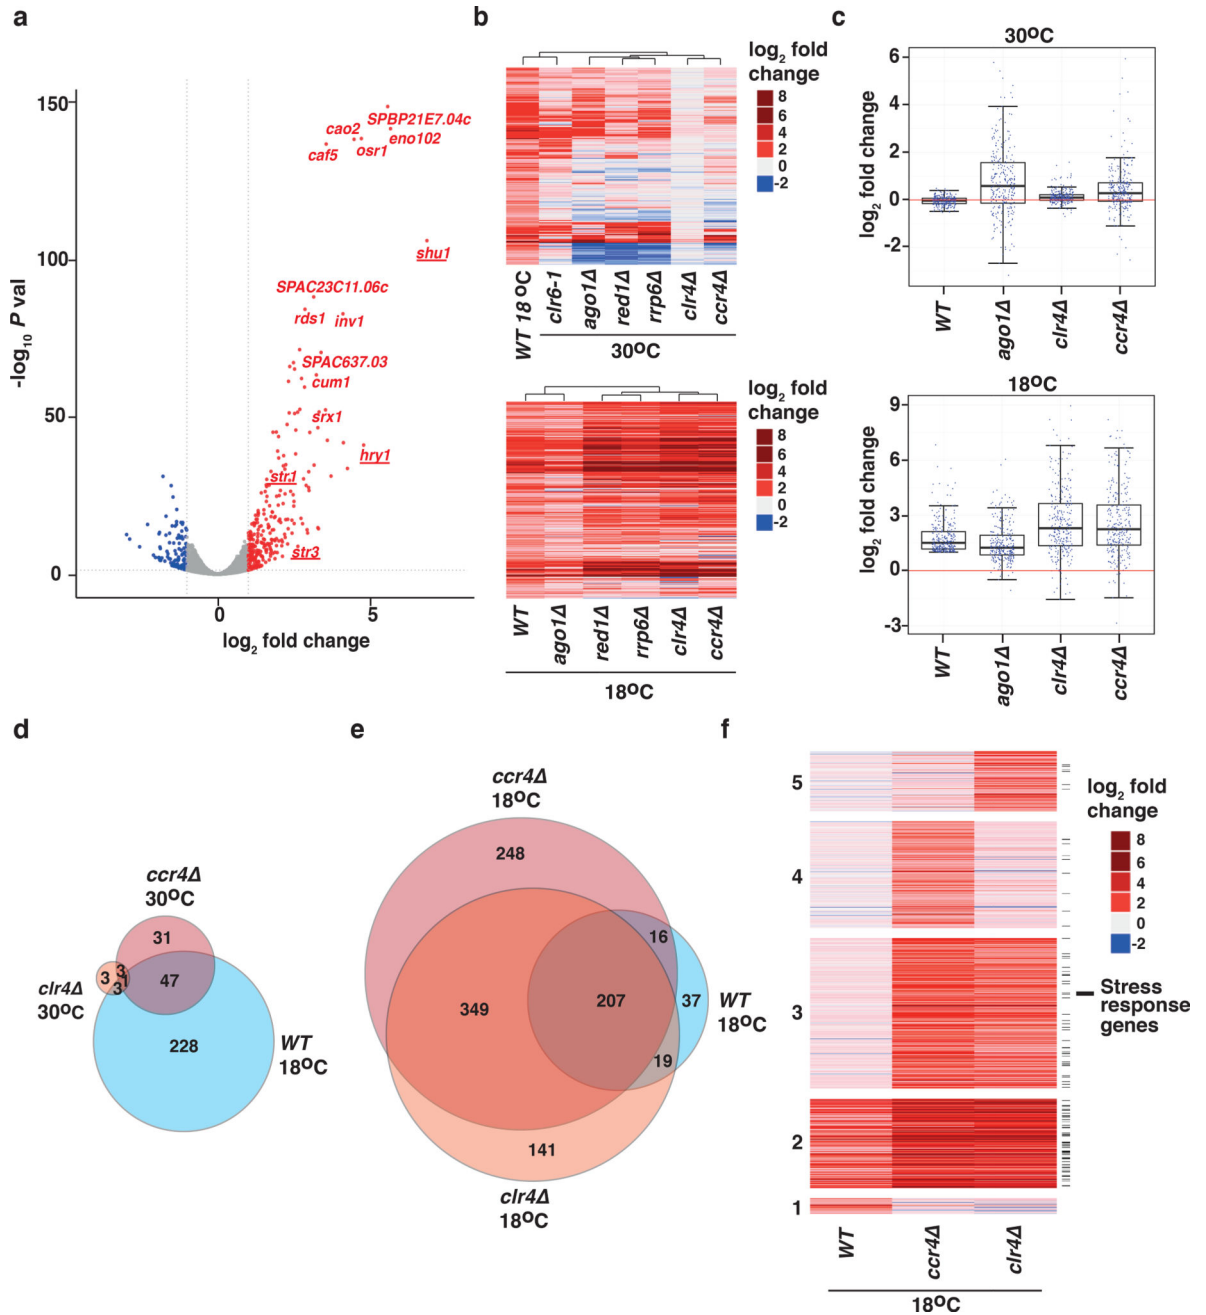 a
150
100
50
0
-log10 P val
SPBP21E7.04c
cao2
eno102
caf5
osr1
shu1
SPAC23C11.06c
rds1
inv1
SPAC637.03
cum1
srx1
hry1
str1
str3
0
5
log2 fold change
b
log2 fold
change
8
6
4
2
0
-2
WT 18 ºC
clr6-1
ago1Δ
red1Δ
rrp6Δ
clr4Δ
ccr4Δ
30ºC
log2 fold
change
8
6
4
2
0
-2
WT
ago1Δ
red1Δ
rrp6Δ
clr4Δ
ccr4Δ
18ºC
c
30ºC
6
4
2
0
-2
log2 fold change
WT
ago1Δ
clr4Δ
ccr4Δ
18ºC
9
6
3
0
-3
log2 fold change
WT
ago1Δ
clr4Δ
ccr4Δ
d
ccr4Δ
30ºC
31
3
3
1
3
47
clr4Δ
30ºC
228
WT
18ºC
e
ccr4Δ
18ºC
248
16
349
207
37
WT
18ºC
19
141
clr4Δ
18ºC
f
5
4
3
2
1
log2 fold
change
8
6
4
2
0
-2
Stress
response
genes
WT
ccr4Δ
clr4Δ
18ºC